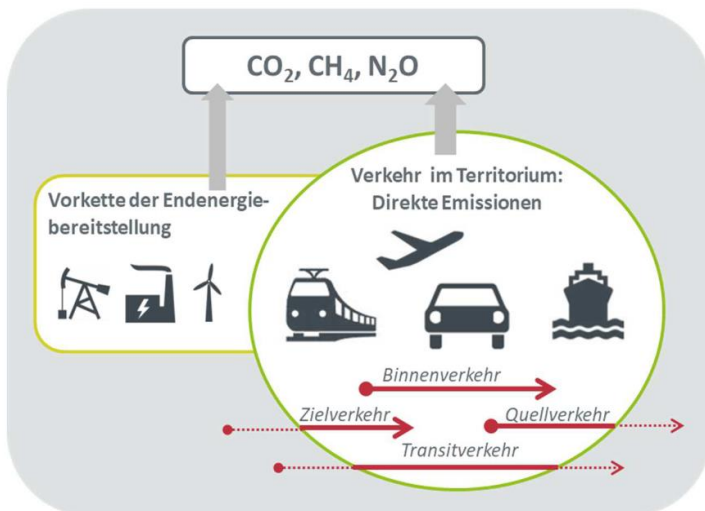 CO₂, CH₄, N₂O
Vorkette der Endenergie-
bereitstellung
Verkehr im Territorium:
Direkte Emissionen
Binnenverkehr
Zielverkehr
Quellverkehr
Transitverkehr